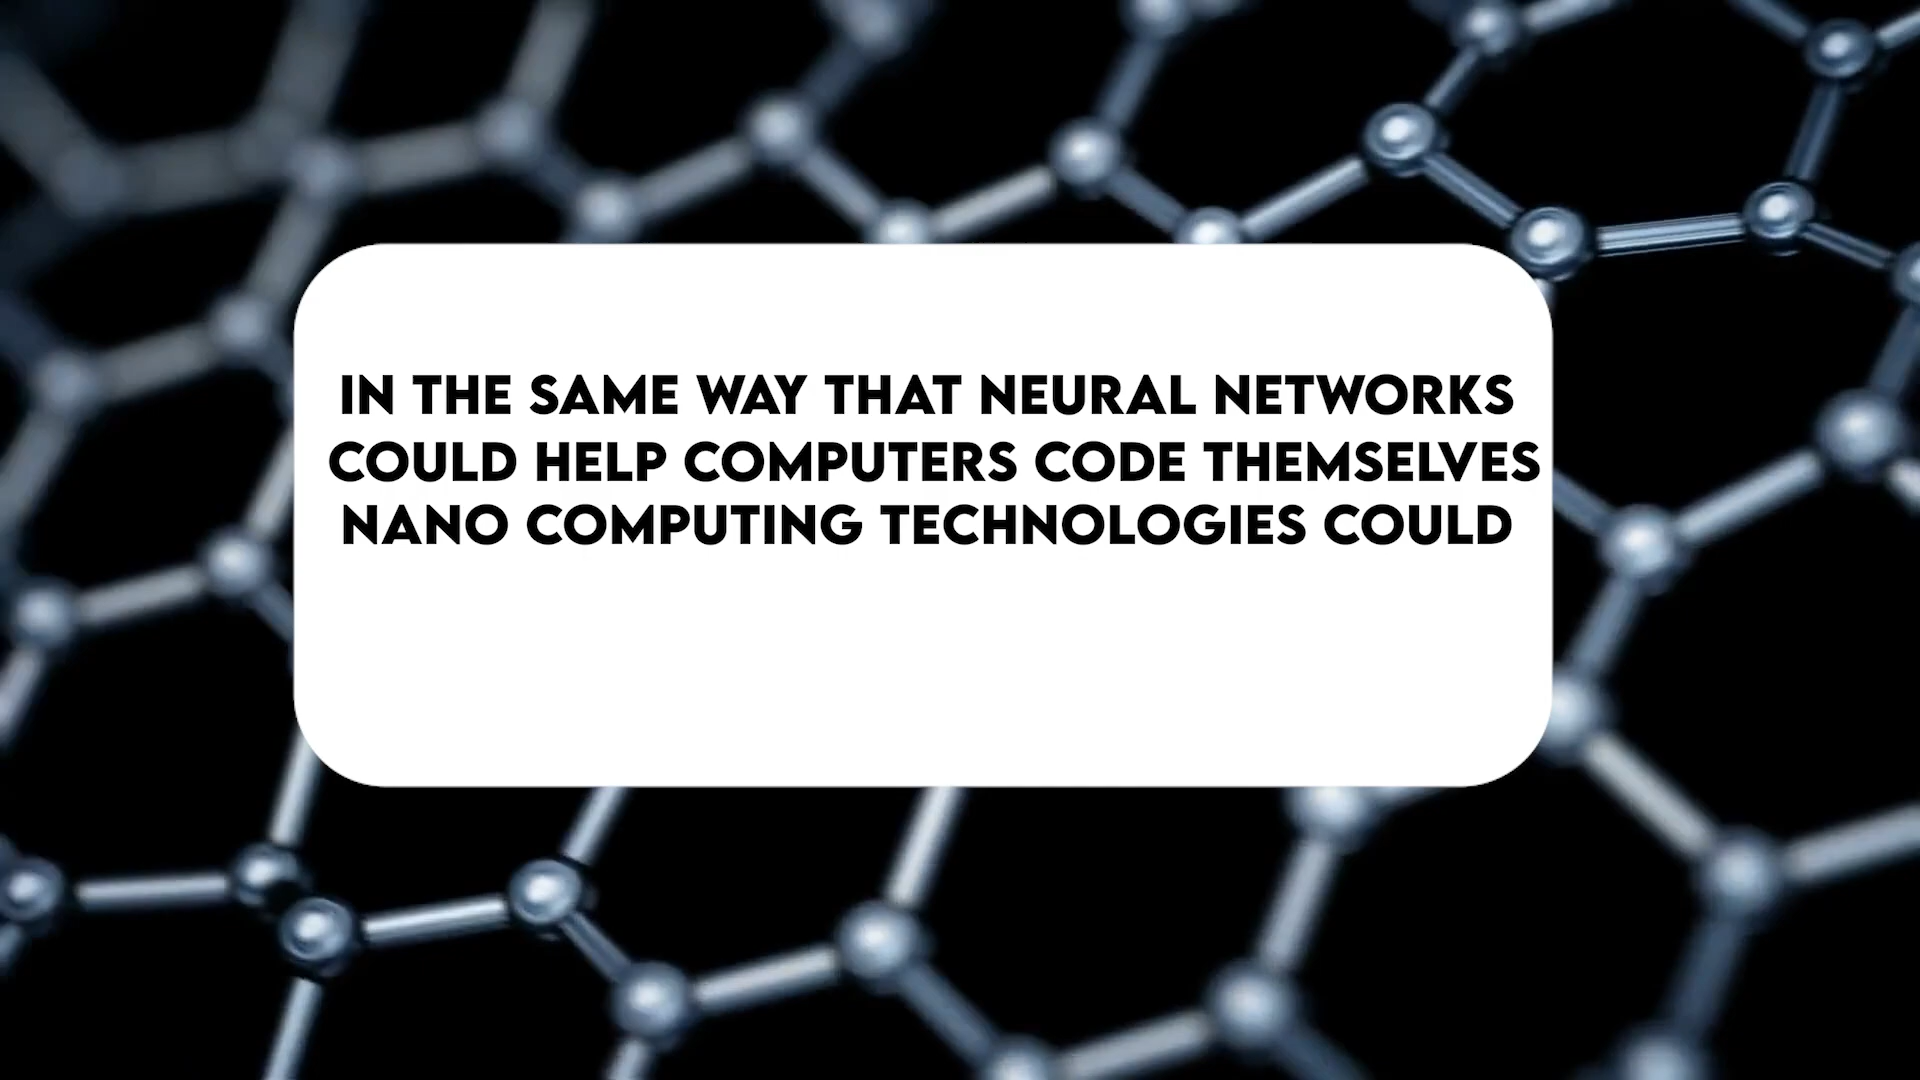 IN THE SAME WAY THAT NEURAL NETWORKS
COULD HELP COMPUTERS CODE THEMSELVES
NANO COMPUTING TECHNOLOGIES COULD